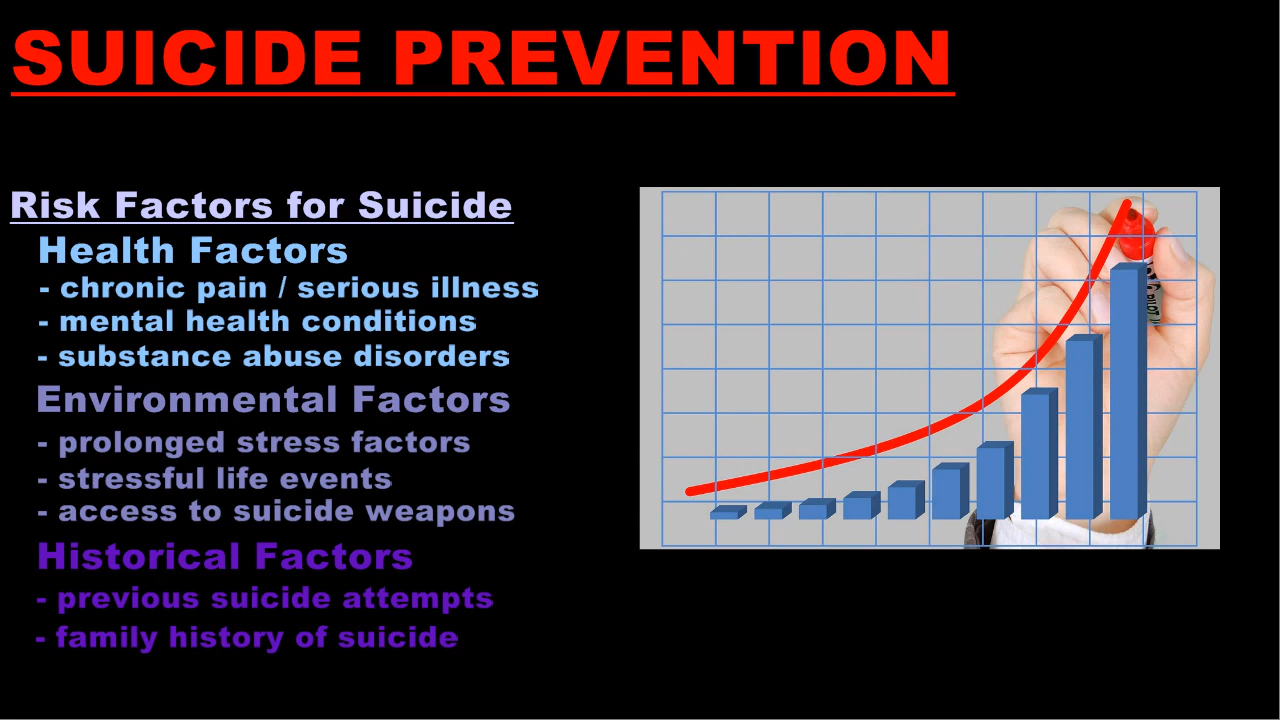 SUICIDE PREVENTION
Risk Factors for Suicide
Health Factors
- chronic pain / serious illness
- mental health conditions
- substance abuse disorders
Environmental Factors
- prolonged stress factors
- stressful life events
- access to suicide weapons
Historical Factors
- previous suicide attempts
- family history of suicide